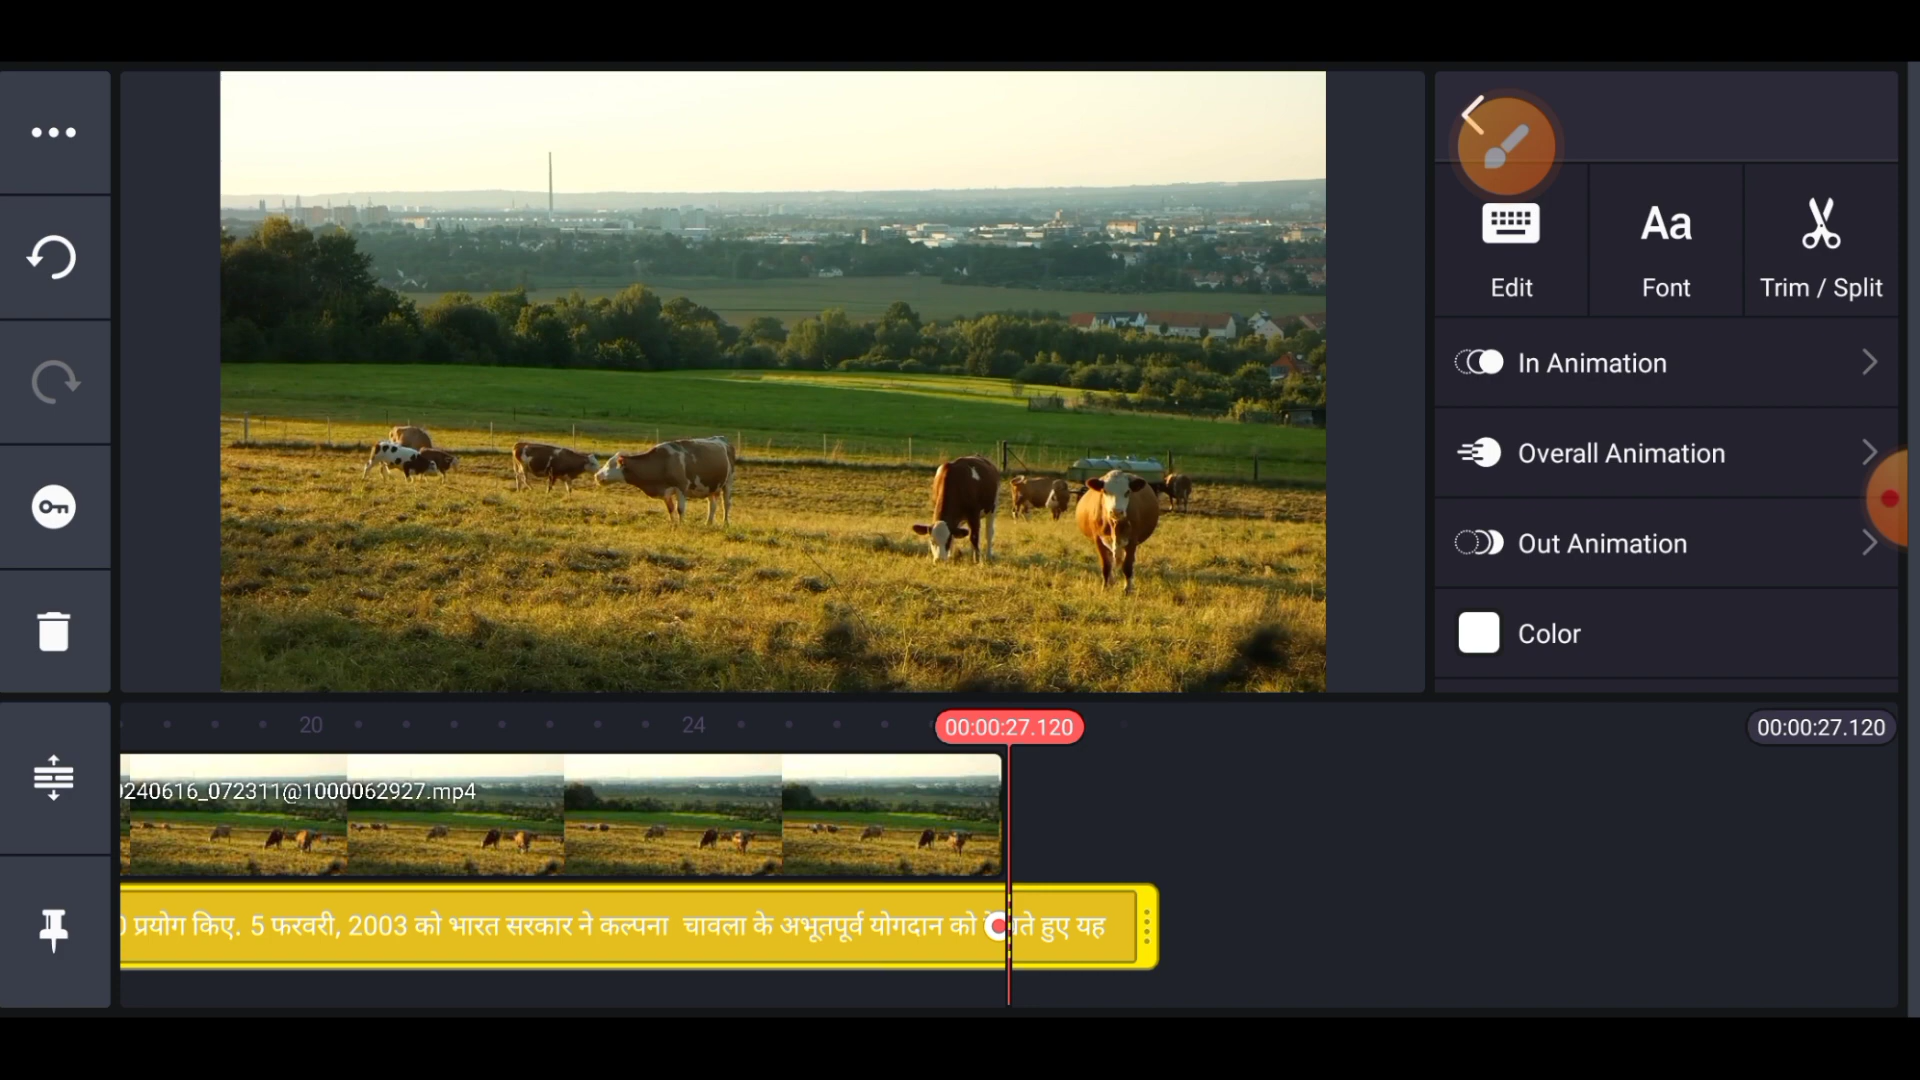 Edit
Font
Trim / Split
In Animation
Overall Animation
Out Animation
Color
20
24
00:00:27.120
00:00:27.120
240616_072311@1000062927.mp4
प्रयोग किए. 5 फरवरी, 2003 को भारत सरकार ने कल्पना चावला के अभूतपूर्व योगदान को
हुए यह